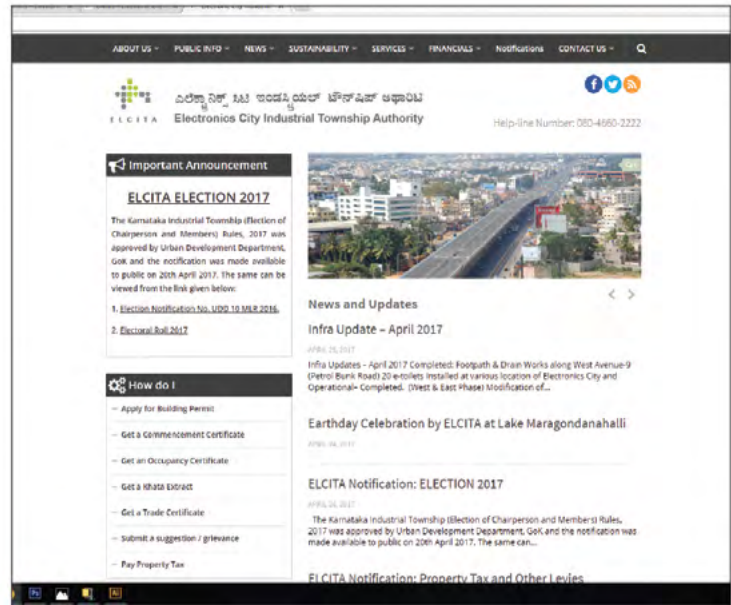 ABOUT US PUBLIC INFO NEWS SUSTAINABILITY SERVICES FINANCIALS Notifications CONTACT US
ELCITA
ಎಲೆಕ್ಟ್ರಾನಿಕ್ಸ್ ಸಿಟಿ ಇಂಡಸ್ಟ್ರಿಯಲ್ ಟೌನ್‌ಷಿಪ್ ಅಥಾರಿಟಿ
Electronics City Industrial Township Authority
Help-line Number: 080-4660-2222
Important Announcement
ELCITA ELECTION 2017
The Karnataka Industrial Township (Election of
Chairperson and Members) Rules, 2017 was
approved by Urban Development Department,
GoK and the notification was made available
to public on 20th April 2017. The same can be
viewed from the link given below:
1. Election Notification No. UDD 10 MLR 2016.
2. Electoral Roll 2017
How do I
– Apply for Building Permit
– Get a Commencement Certificate
– Get an Occupancy Certificate
– Get a Khata Extract
– Get a Trade Certificate
– Submit a suggestion / grievance
– Pay Property Tax
News and Updates
Infra Update – April 2017
APRIL 2017
Infra Updates – April 2017 Completed: Footpath & Drain Works along West Avenue-9
(Petrol Bunk Road) 20 e-toilets Installed at various location of Electronics City and
Operational– Completed. (West & East Phase) Modification of...
Earthday Celebration by ELCITA at Lake Maragondanahalli
APRIL 2017
ELCITA Notification: ELECTION 2017
APRIL 2017
The Karnataka Industrial Township (Election of Chairperson and Members) Rules,
2017 was approved by Urban Development Department, GoK and the notification was
made available to public on 20th April 2017. The same can...
ELCITA Notification: Property Tax and Other Levies
Ps
Ai